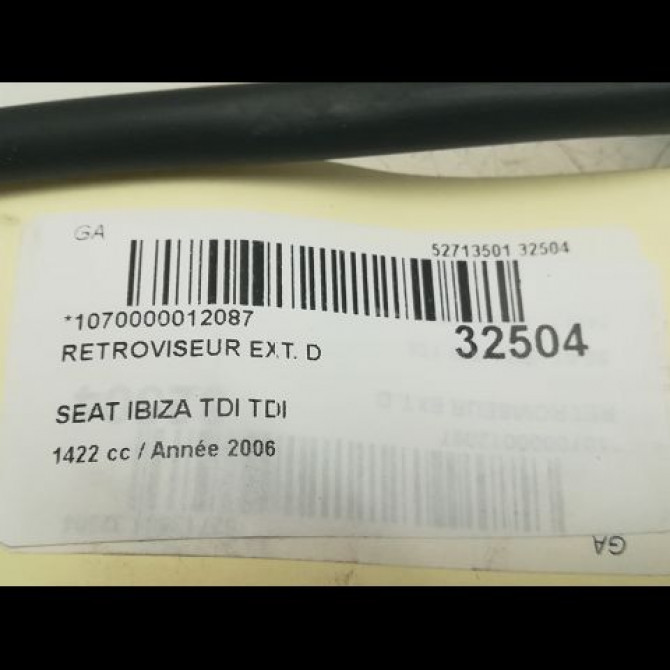 GA
52713501 32504
*1070000012087
32504
RETROVISEUR EXT. D
SEAT IBIZA TDI TDI
1422 cc / Année 2006
GA